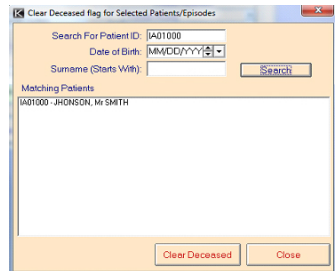 Clear Deceased flag for Selected Patients/Episodes
Search For Patient ID: IA01000
Date of Birth: MM/DD/YYYY
Surname (Starts With):
Search
Matching Patients
IA01000 - JHONSON, Mr SMITH
Clear Deceased Close